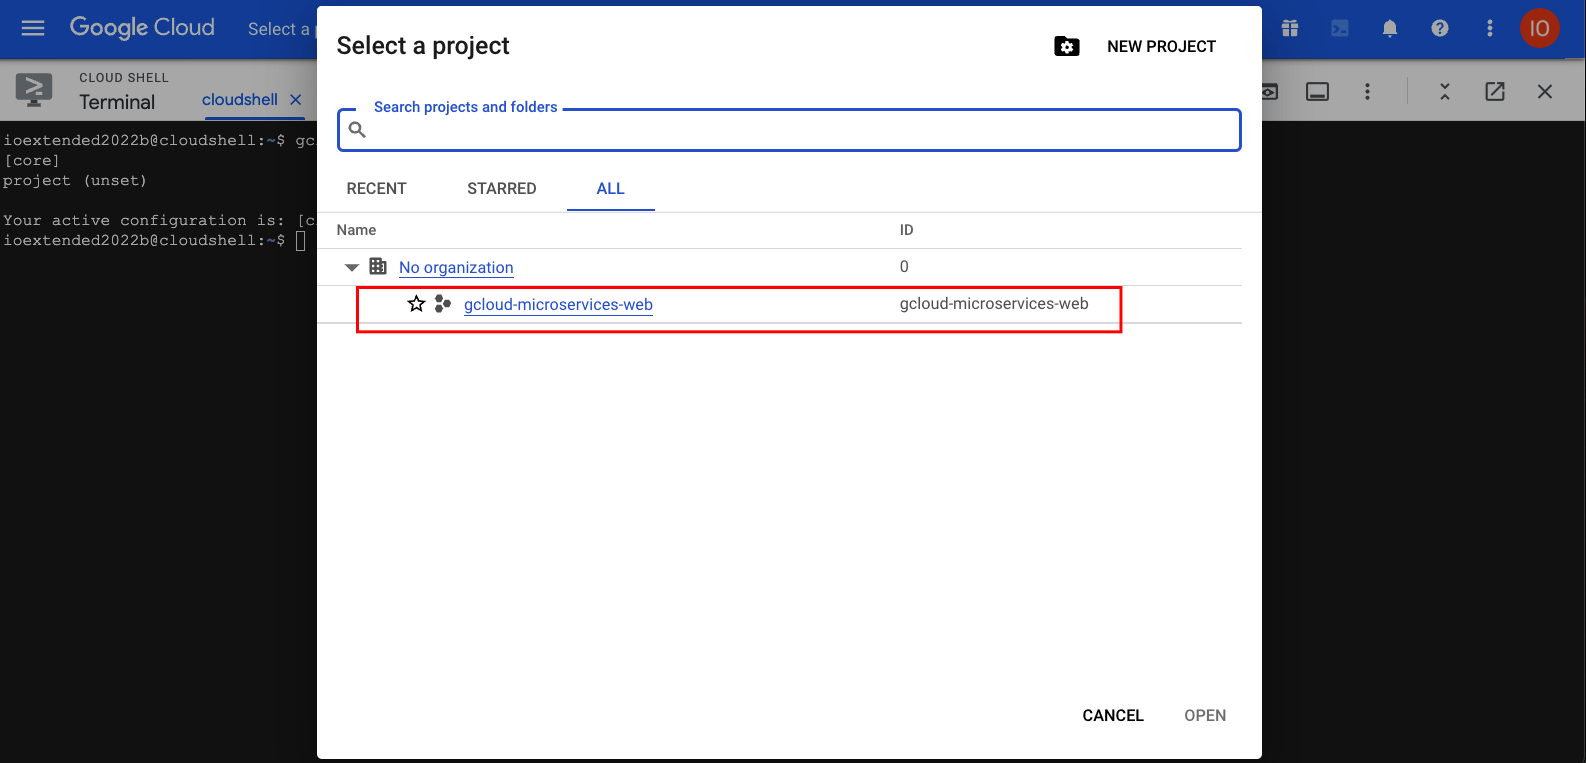 Google Cloud
Select a p
IO
CLOUD SHELL
Terminal
cloudshell
ioextended2022b@cloudshell:~$ gc
[core]
project (unset)
Your active configuration is: [c
ioextended2022b@cloudshell:~$
Select a project
NEW PROJECT
Search projects and folders
RECENT STARRED ALL
Name ID
No organization 0
gcloud-microservices-web gcloud-microservices-web
CANCEL OPEN